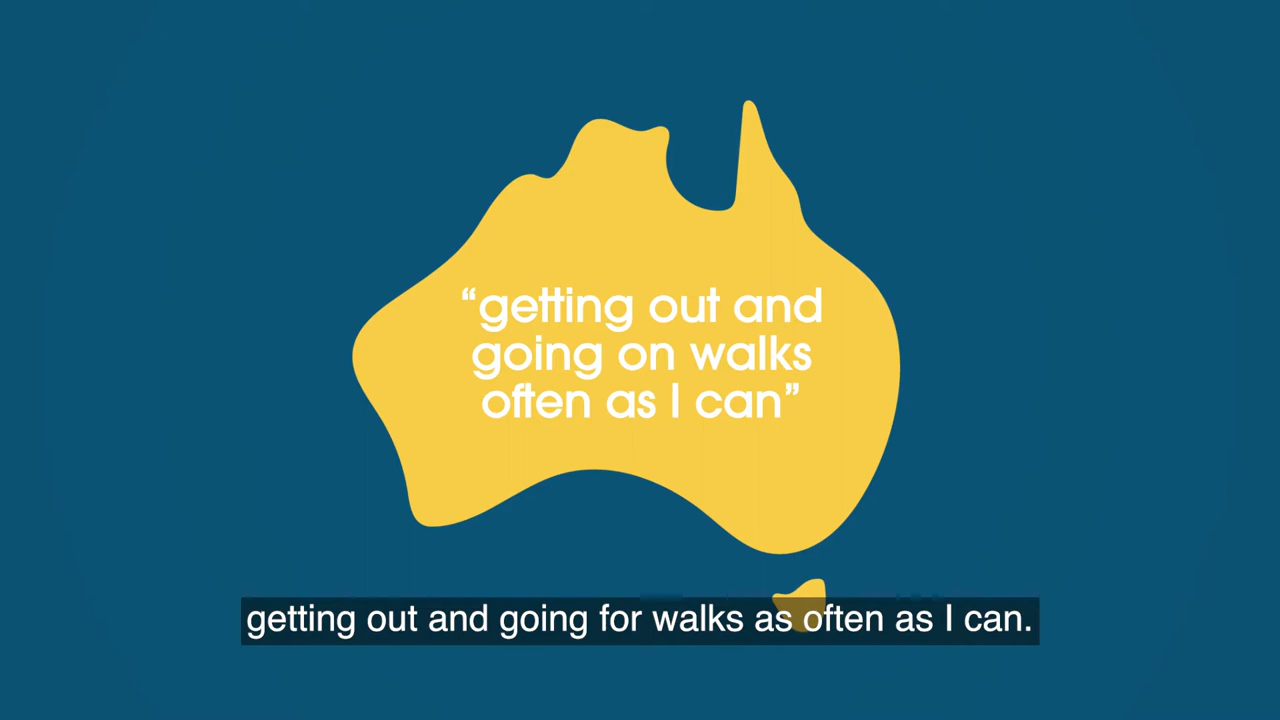 “getting out and
going on walks
often as I can”
getting out and going for walks as often as I can.